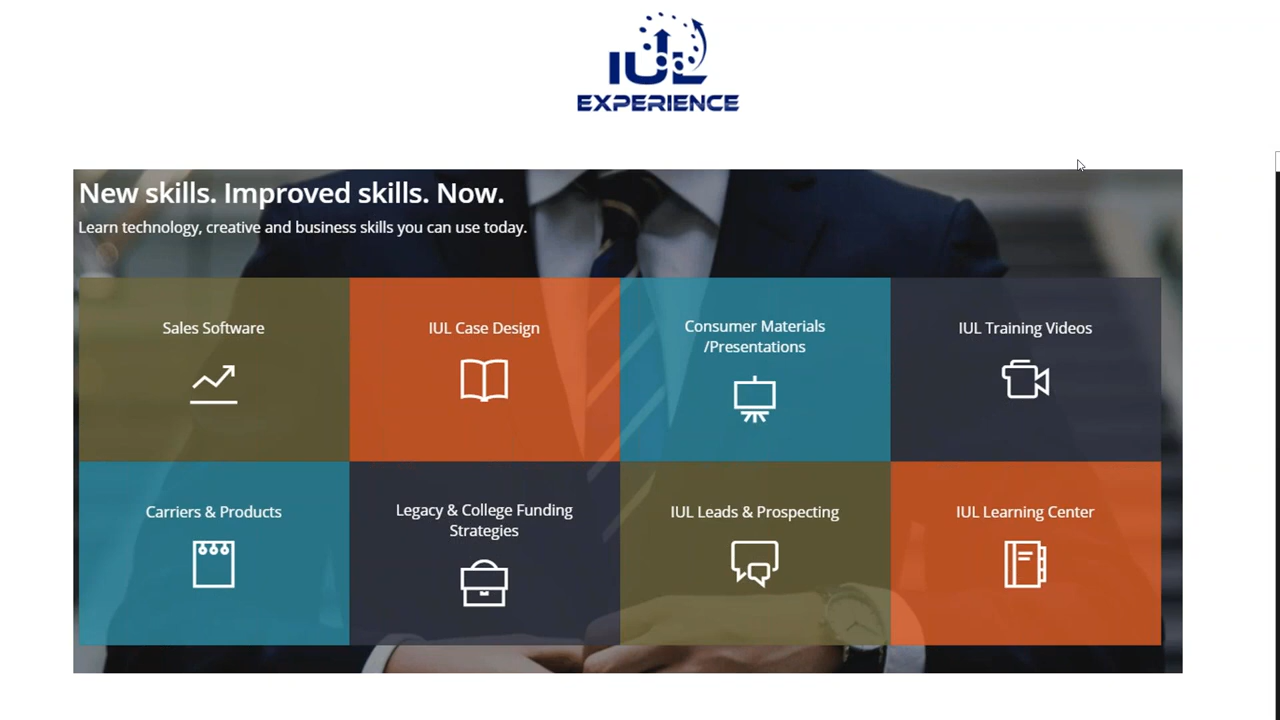 IUL
EXPERIENCE
New skills. Improved skills. Now.
Learn technology, creative and business skills you can use today.
Sales Software
IUL Case Design
Consumer Materials
/Presentations
IUL Training Videos
Carriers & Products
Legacy & College Funding
Strategies
IUL Leads & Prospecting
IUL Learning Center